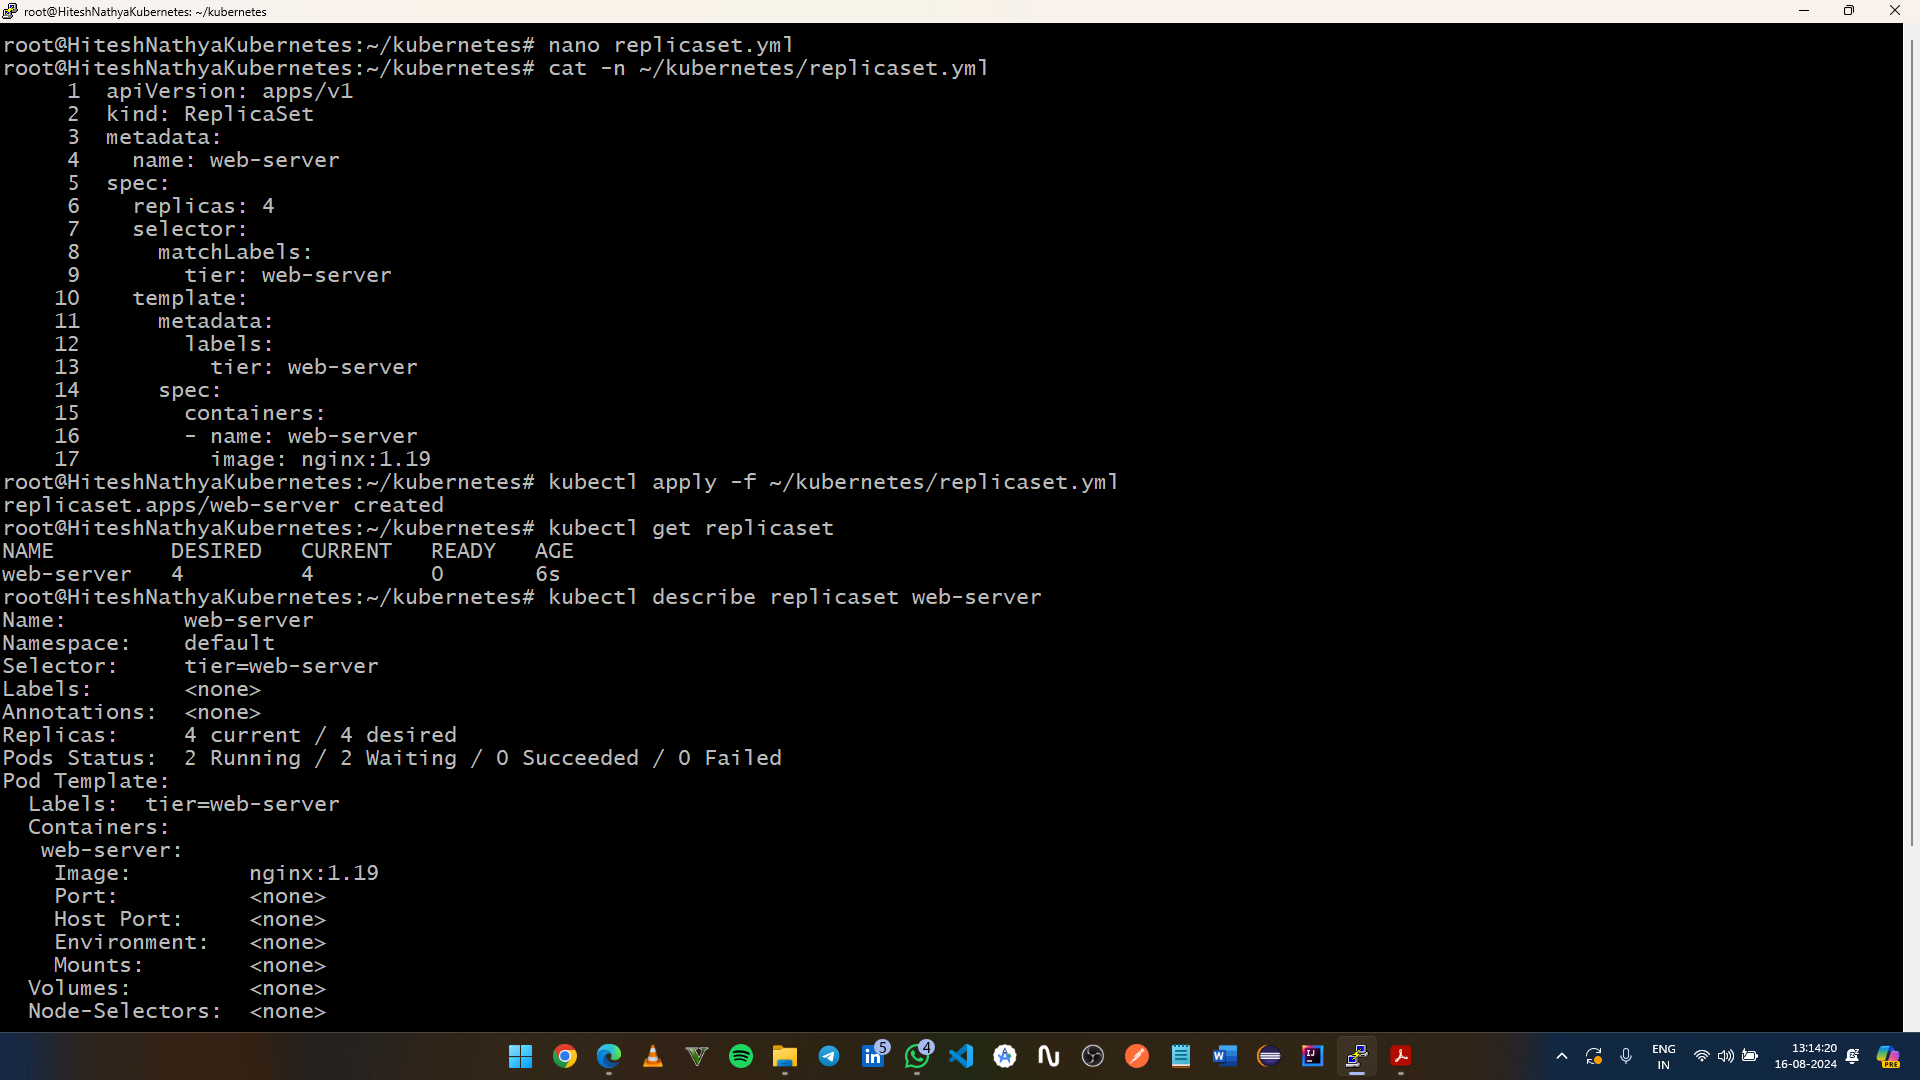 root@HiteshNathyaKubernetes: ~/kubernetes
root@HiteshNathyaKubernetes:~/kubernetes# nano replicaset.yml
root@HiteshNathyaKubernetes:~/kubernetes# cat -n ~/kubernetes/replicaset.yml
     1  apiVersion: apps/v1
     2  kind: ReplicaSet
     3  metadata:
     4    name: web-server
     5  spec:
     6    replicas: 4
     7    selector:
     8      matchLabels:
     9        tier: web-server
    10    template:
    11      metadata:
    12        labels:
    13          tier: web-server
    14      spec:
    15        containers:
    16        - name: web-server
    17          image: nginx:1.19
root@HiteshNathyaKubernetes:~/kubernetes# kubectl apply -f ~/kubernetes/replicaset.yml
replicaset.apps/web-server created
root@HiteshNathyaKubernetes:~/kubernetes# kubectl get replicaset
NAME         DESIRED   CURRENT   READY   AGE
web-server   4         4         0       6s
root@HiteshNathyaKubernetes:~/kubernetes# kubectl describe replicaset web-server
Name:         web-server
Namespace:    default
Selector:     tier=web-server
Labels:       <none>
Annotations:  <none>
Replicas:     4 current / 4 desired
Pods Status:  2 Running / 2 Waiting / 0 Succeeded / 0 Failed
Pod Template:
  Labels:  tier=web-server
  Containers:
   web-server:
    Image:         nginx:1.19
    Port:          <none>
    Host Port:     <none>
    Environment:   <none>
    Mounts:        <none>
  Volumes:         <none>
  Node-Selectors:  <none>
5
4
ENG
IN
13:14:20
16-08-2024
PRE